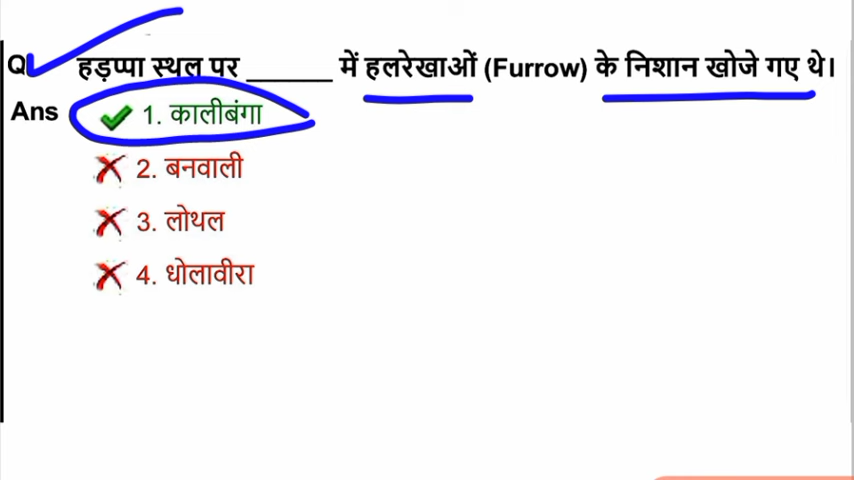 Q. हड़प्पा स्थल पर ______ में हलरेखाओं (Furrow) के निशान खोजे गए थे।
Ans 1. कालीबंगा
2. बनवाली
3. लोथल
4. धोलावीरा